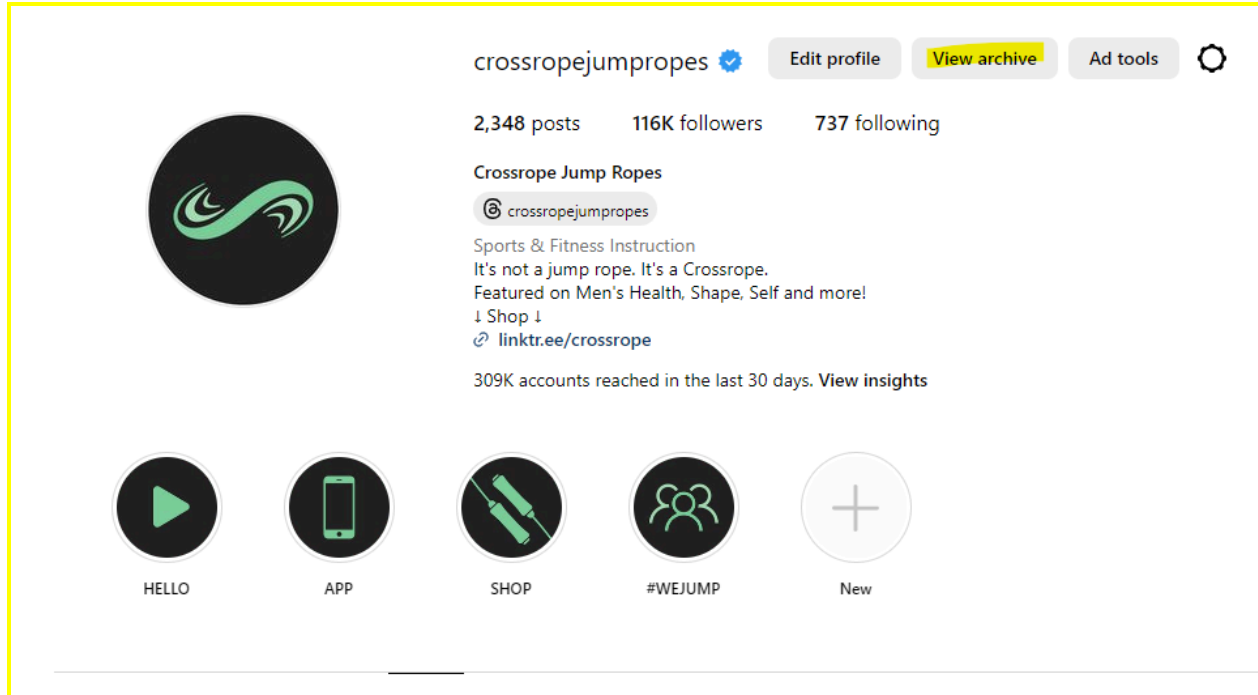 crossropejumpropes Edit profile View archive Ad tools
2,348 posts 116K followers 737 following
Crossrope Jump Ropes
crossropejumpropes
Sports & Fitness Instruction
It's not a jump rope. It's a Crossrope.
Featured on Men's Health, Shape, Self and more!
↓ Shop ↓
linktr.ee/crossrope
309K accounts reached in the last 30 days. View insights
HELLO APP SHOP #WEJUMP New